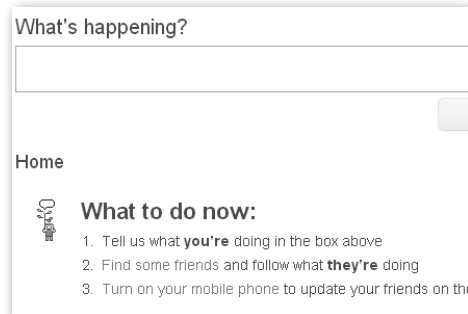 What's happening?
Home
What to do now:
1. Tell us what you're doing in the box above
2. Find some friends and follow what they're doing
3. Turn on your mobile phone to update your friends on the